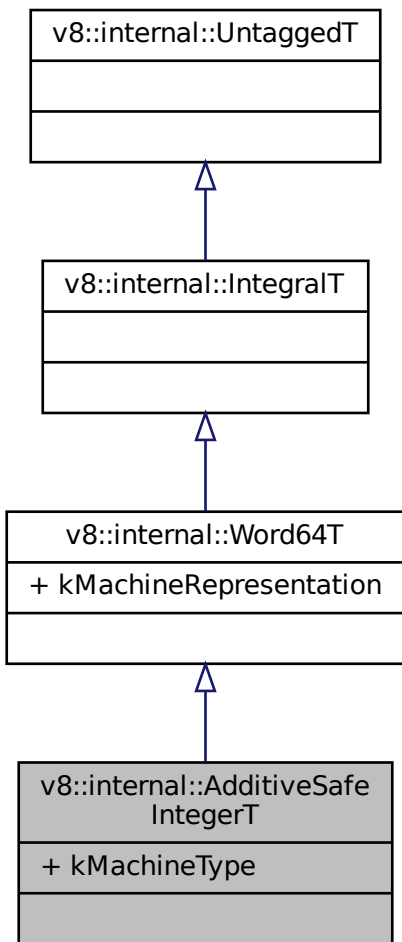 v8::internal::UntaggedT
v8::internal::IntegralT
v8::internal::Word64T
+ kMachineRepresentation
v8::internal::AdditiveSafe
IntegerT
+ kMachineType